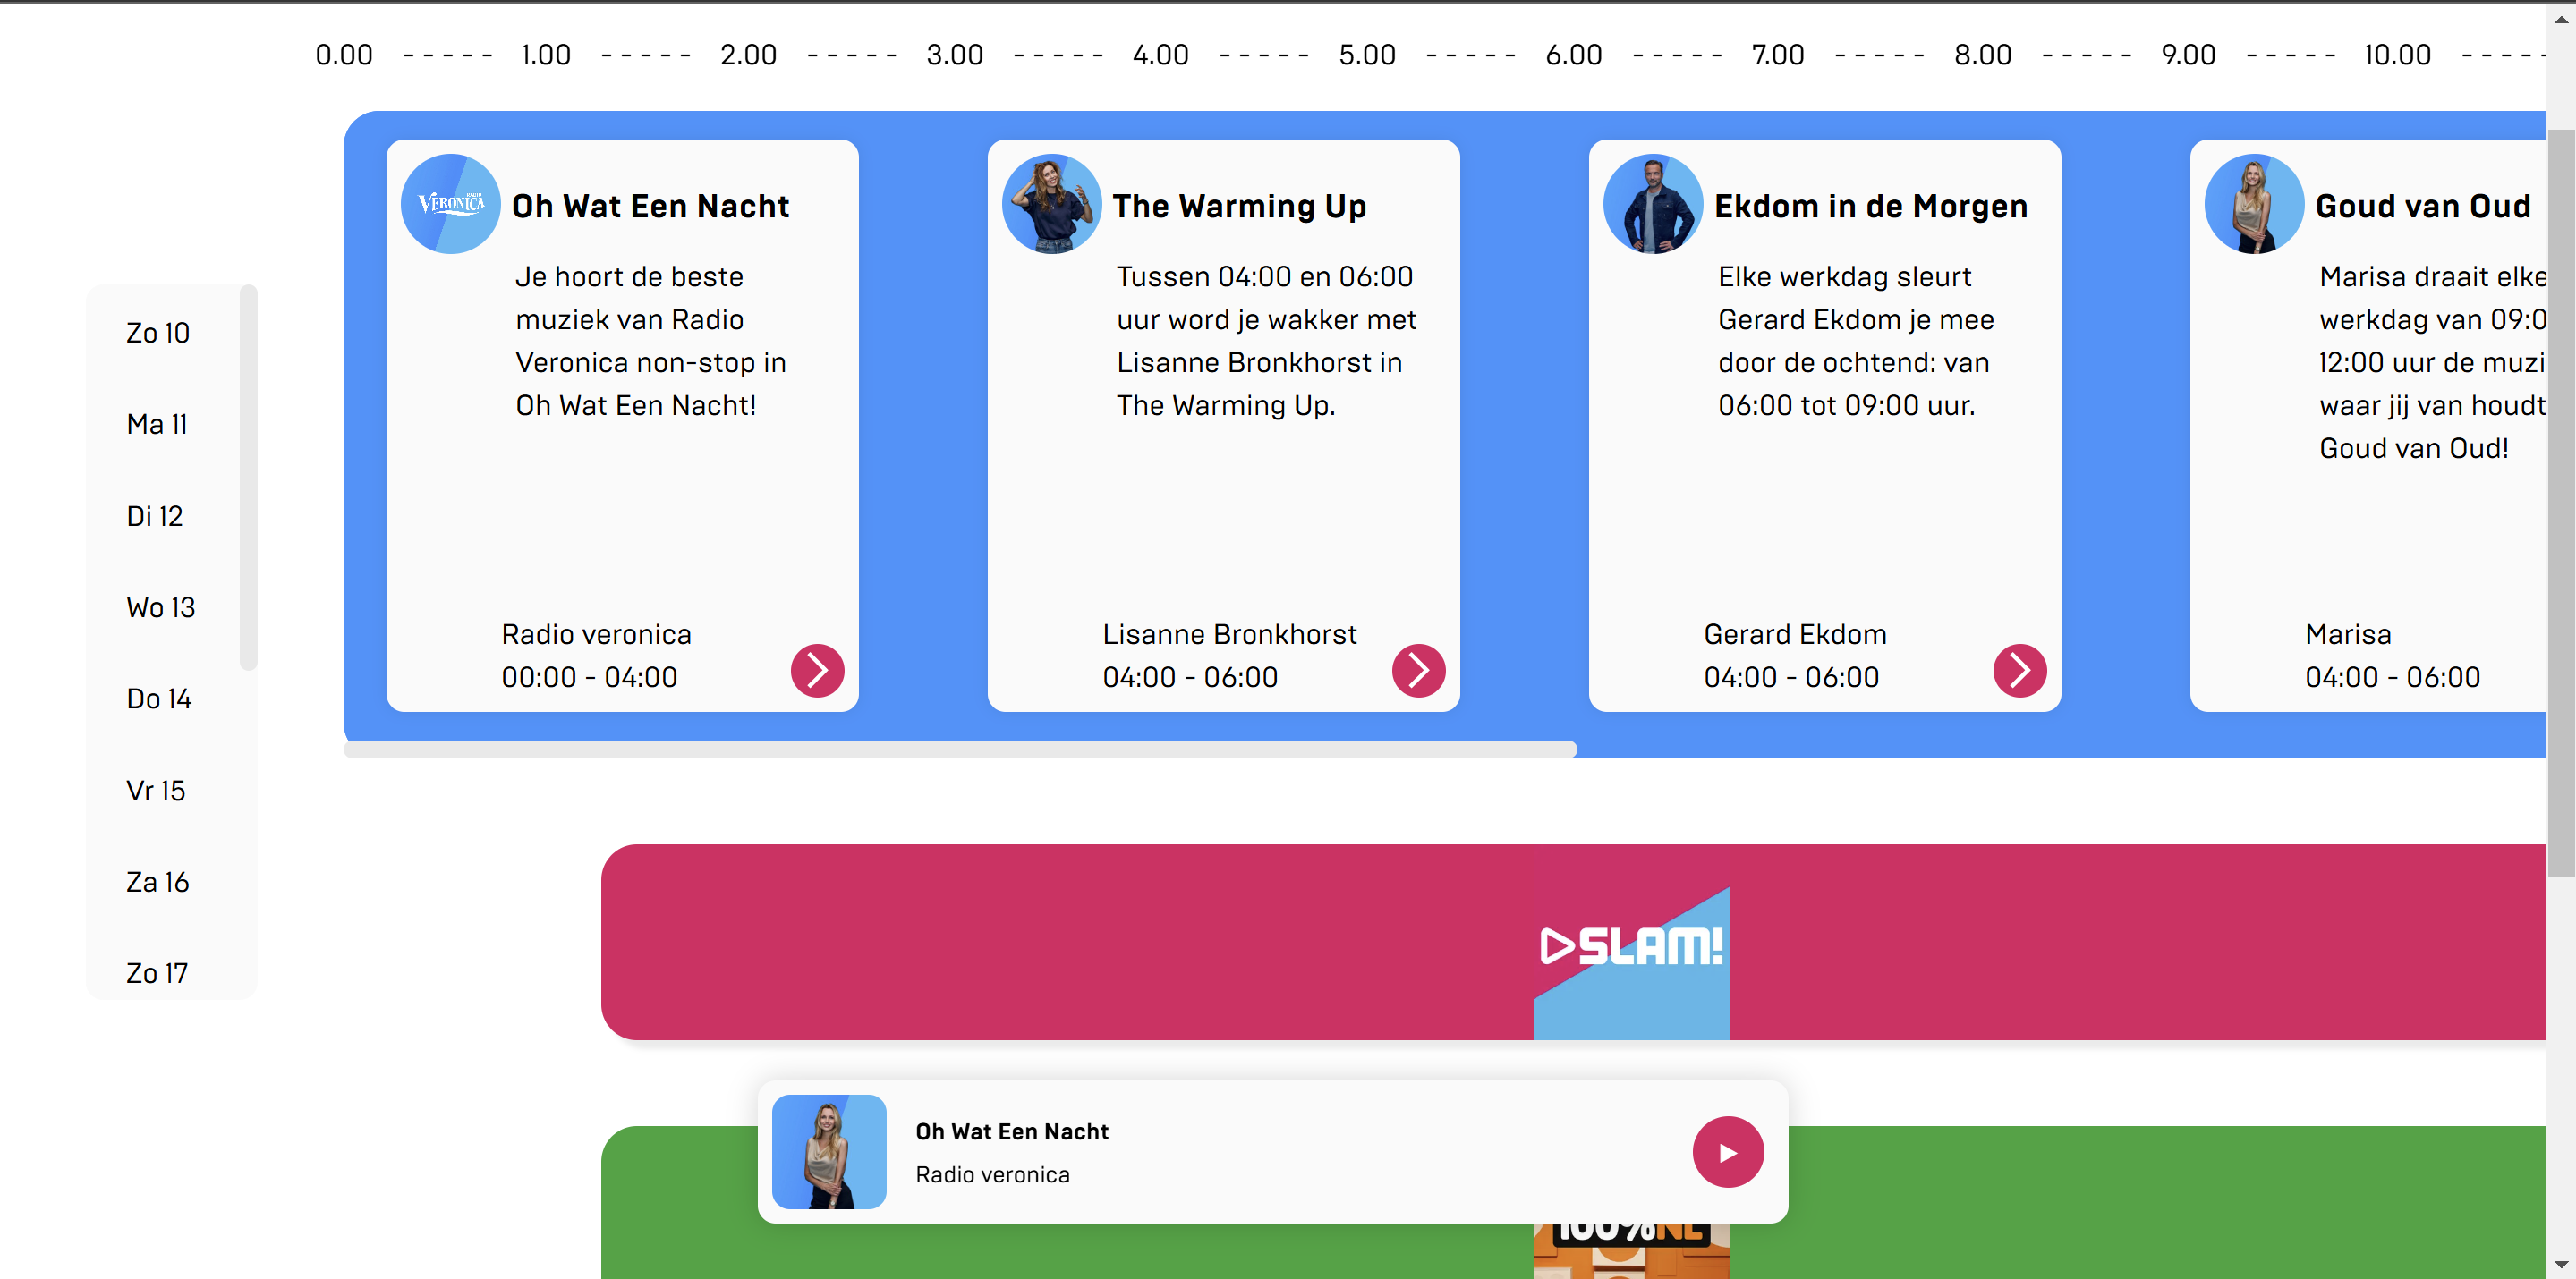 0.00 ----- 1.00 ----- 2.00 ----- 3.00 ----- 4.00 ----- 5.00 ----- 6.00 ----- 7.00 ----- 8.00 ----- 9.00 ----- 10.00 -----
Zo 10
Ma 11
Di 12
Wo 13
Do 14
Vr 15
Za 16
Zo 17
VERONICA
Oh Wat Een Nacht
Je hoort de beste
muziek van Radio
Veronica non-stop in
Oh Wat Een Nacht!
Radio veronica
00:00 - 04:00
The Warming Up
Tussen 04:00 en 06:00
uur word je wakker met
Lisanne Bronkhorst in
The Warming Up.
Lisanne Bronkhorst
04:00 - 06:00
Ekdom in de Morgen
Elke werkdag sleurt
Gerard Ekdom je mee
door de ochtend: van
06:00 tot 09:00 uur.
Gerard Ekdom
04:00 - 06:00
Goud van Oud
Marisa draait elke
werkdag van 09:0
12:00 uur de muzi
waar jij van houdt
Goud van Oud!
Marisa
04:00 - 06:00
SLAM!
Oh Wat Een Nacht
Radio veronica
100%NL